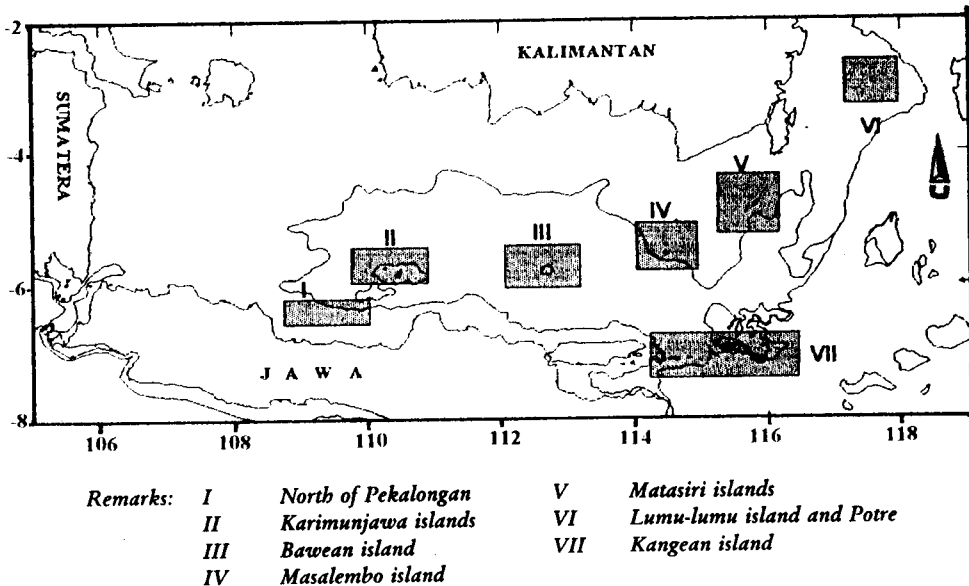 -2
KALIMANTAN
SUMATERA
VI
-4
V
IV
II
III
-6
I
VII
J A W A
-8
106 108 110 112 114 116 118
Remarks: I North of Pekalongan V Matasiri islands
II Karimunjawa islands VI Lumu-lumu island and Potre
III Bawean island VII Kangean island
IV Masalembo island